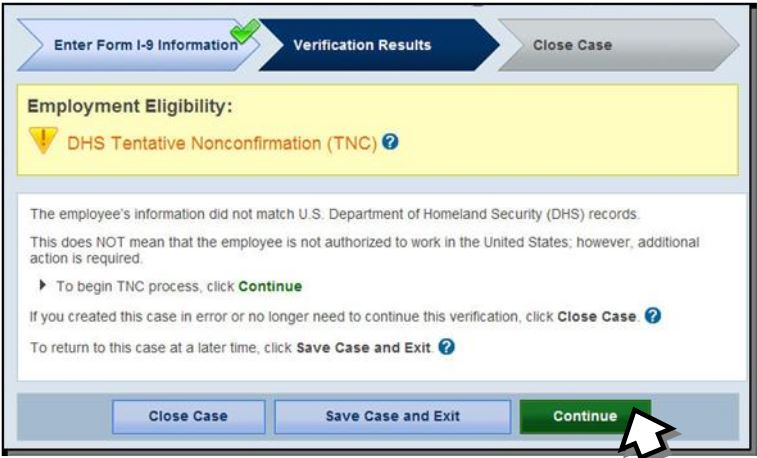 Enter Form I-9 Information
Verification Results
Close Case
Employment Eligibility:
DHS Tentative Nonconfirmation (TNC) ?
The employee's information did not match U.S. Department of Homeland Security (DHS) records.
This does NOT mean that the employee is not authorized to work in the United States; however, additional
action is required.
To begin TNC process, click Continue
If you created this case in error or no longer need to continue this verification, click Close Case. ?
To return to this case at a later time, click Save Case and Exit. ?
Close Case
Save Case and Exit
Continue